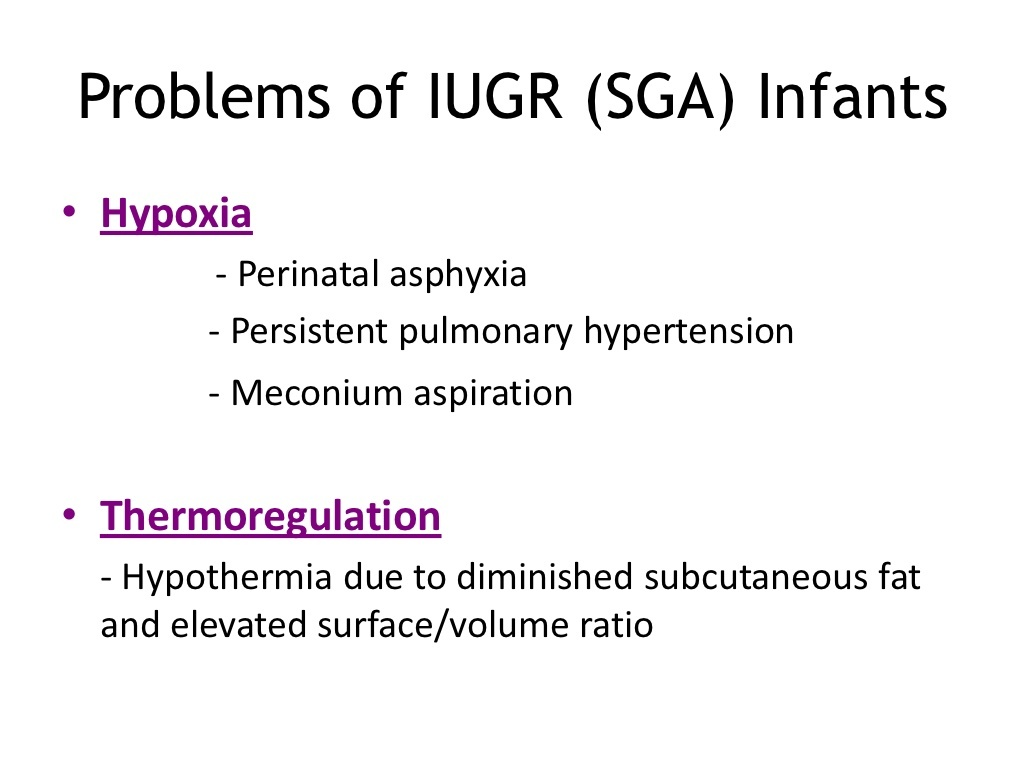 Problems of IUGR (SGA) Infants
• Hypoxia
- Perinatal asphyxia
- Persistent pulmonary hypertension
- Meconium aspiration
• Thermoregulation
- Hypothermia due to diminished subcutaneous fat
and elevated surface/volume ratio